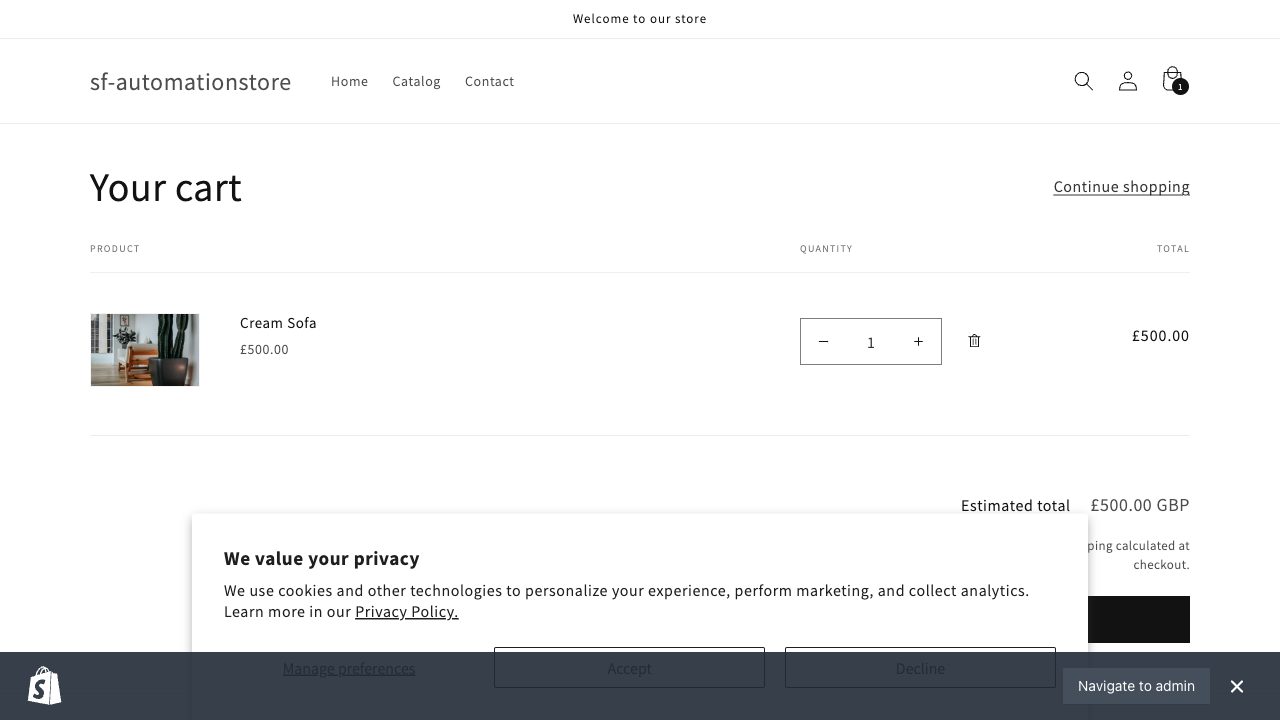 Welcome to our store
sf-automationstore
Home
Catalog
Contact
1
Your cart
Continue shopping
PRODUCT
QUANTITY
TOTAL
Cream Sofa
£500.00
1
£500.00
Estimated total
£500.00 GBP
calculated at
checkout.
We value your privacy
We use cookies and other technologies to personalize your experience, perform marketing, and collect analytics.
Learn more in our Privacy Policy.
Manage preferences
Accept
Decline
Navigate to admin